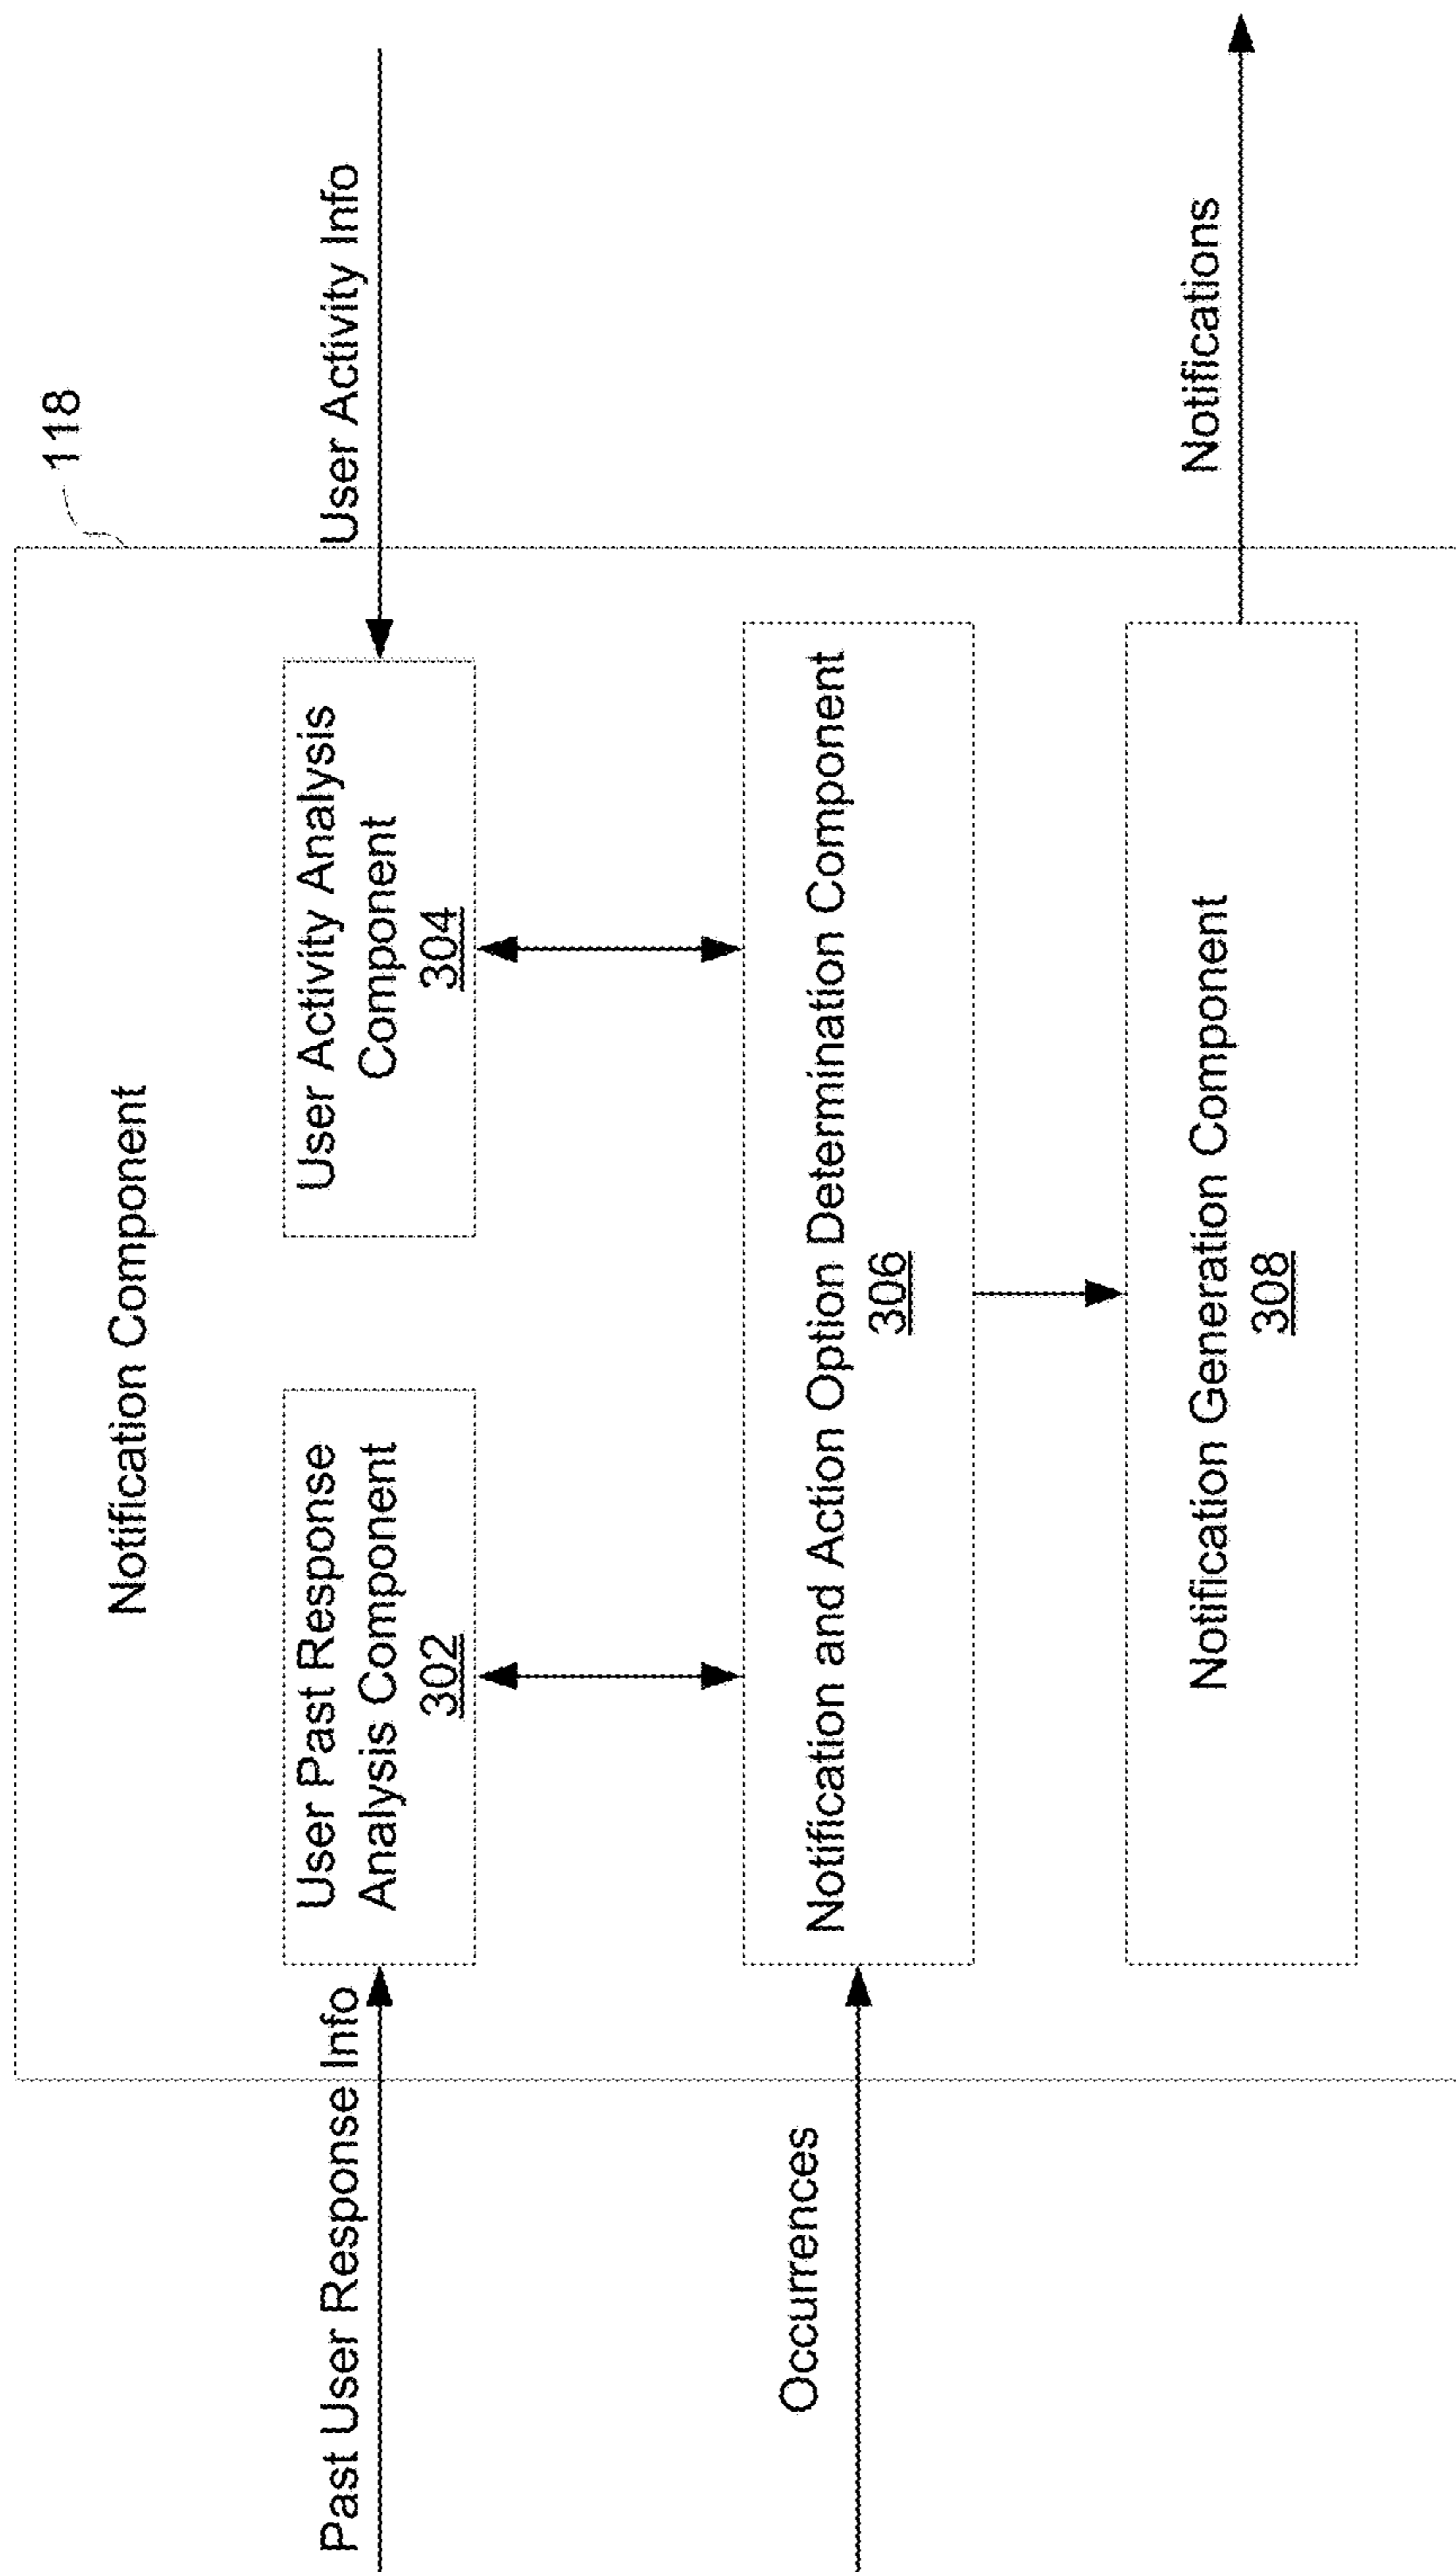 118
Notification Component
Past User Response Info
User Past Response
Analysis Component
302
User Activity Analysis
Component
304
User Activity Info
Occurrences
Notification and Action Option Determination Component
306
Notification Generation Component
308
Notifications